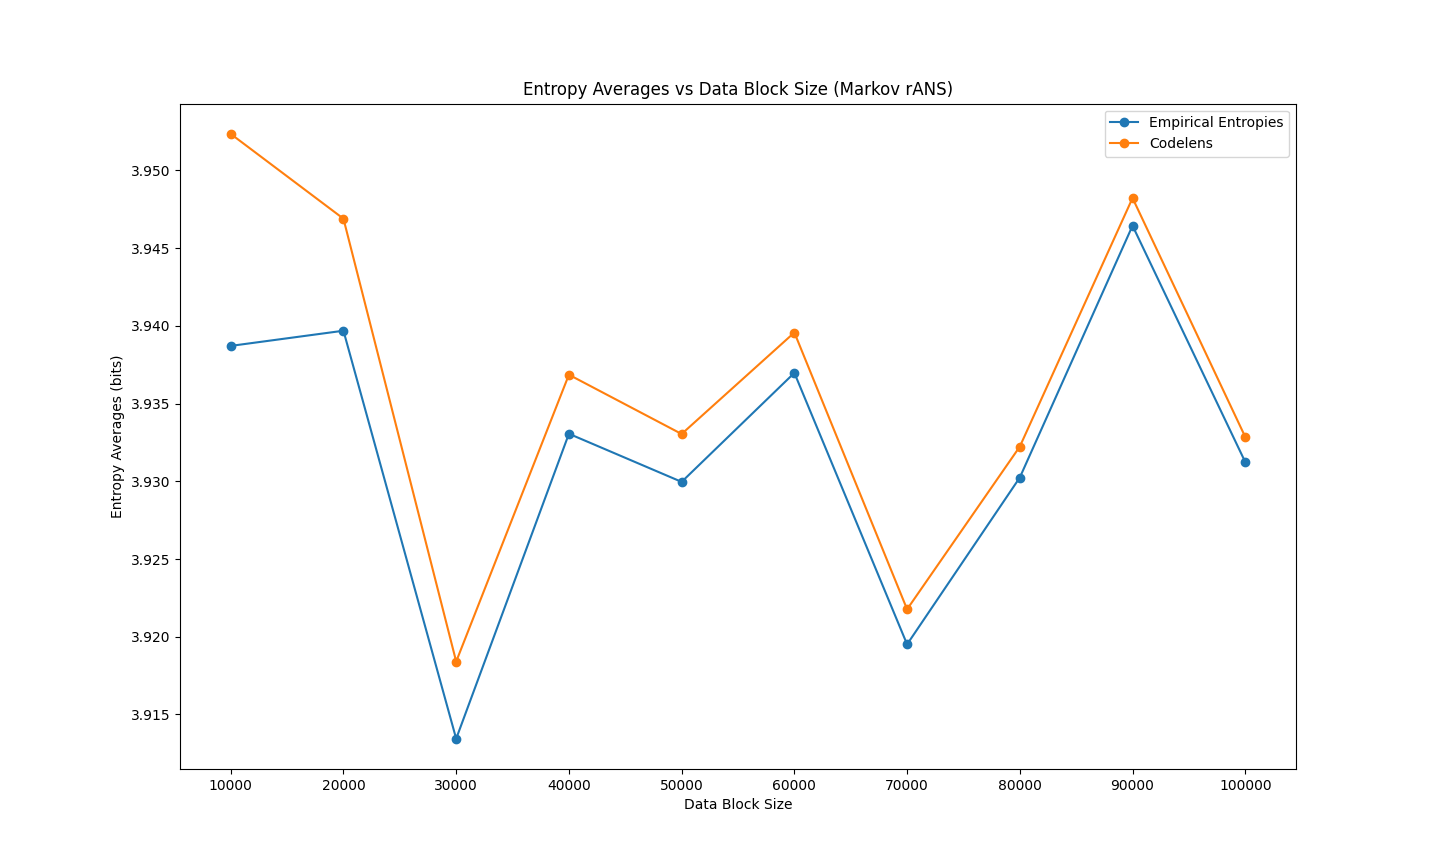 Entropy Averages vs Data Block Size (Markov rANS)
Empirical Entropies
Codelens
3.950
3.945
3.940
3.935
3.930
3.925
3.920
3.915
Entropy Averages (bits)
10000 20000 30000 40000 50000 60000 70000 80000 90000 100000
Data Block Size